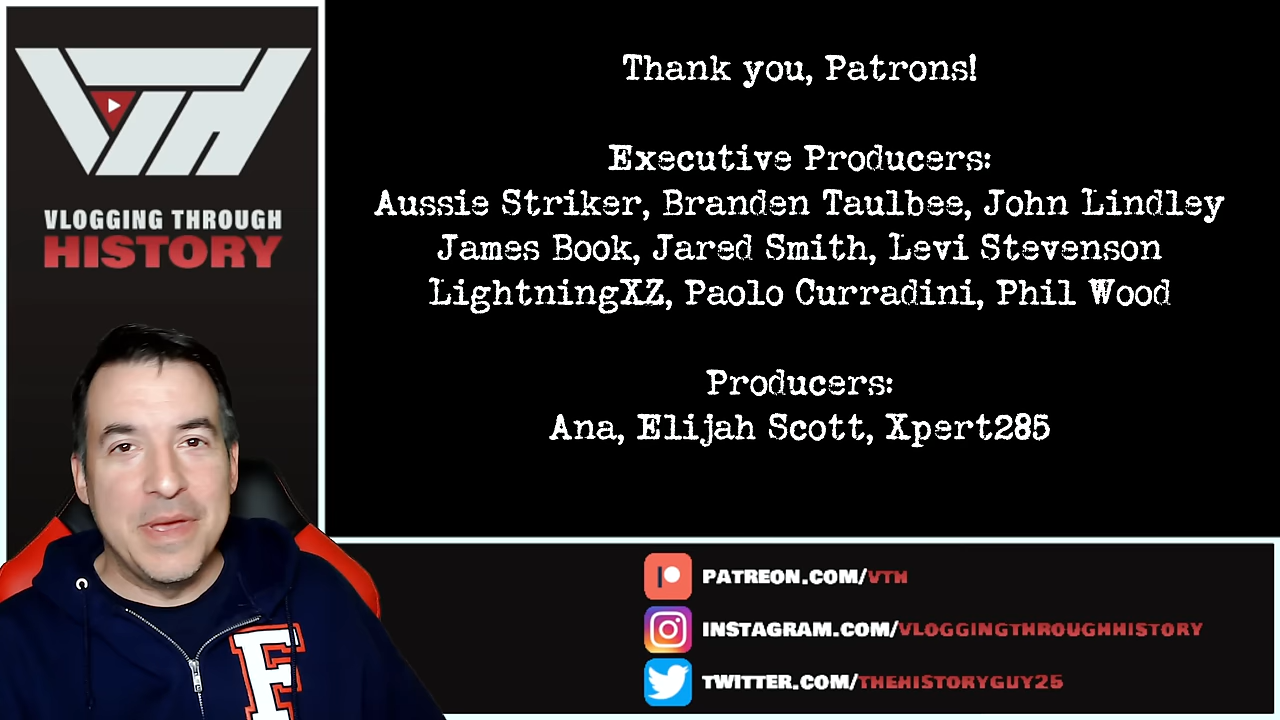 VTH
VLOGGING THROUGH
HISTORY
Thank you, Patrons!
Executive Producers:
Aussie Striker, Branden Taulbee, John Lindley
James Book, Jared Smith, Levi Stevenson
LightningXZ, Paolo Curradini, Phil Wood
Producers:
Ana, Elijah Scott, Xpert285
F
PATREON.COM/VTH
INSTAGRAM.COM/VLOGGINGTHROUGHHISTORY
TWITTER.COM/THEHISTORYGUY25